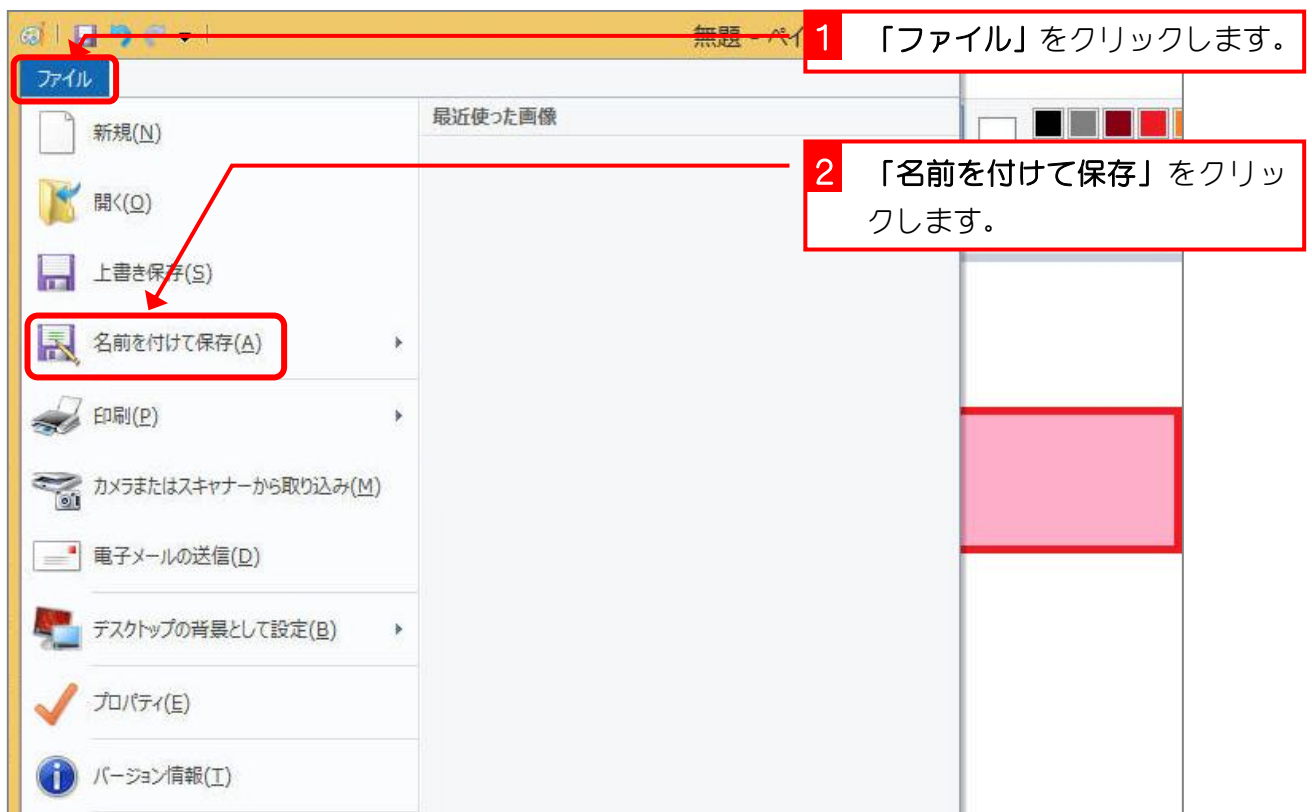 無題 - ペイ
1 「ファイル」をクリックします。
ファイル
最近使った画像
新規(N)
2 「名前を付けて保存」をクリッ
クします。
開く(O)
上書き保存(S)
名前を付けて保存(A)
印刷(P)
カメラまたはスキャナーから取り込み(M)
電子メールの送信(D)
デスクトップの背景として設定(B)
プロパティ(E)
バージョン情報(T)